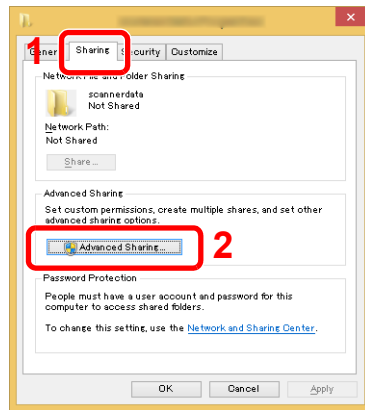 1
General Sharing Security Customize
Network File and Folder Sharing
scannerdata
Not Shared
Network Path:
Not Shared
Share...
Advanced Sharing
Set custom permissions, create multiple shares, and set other
advanced sharing options.
Advanced Sharing...
2
Password Protection
People must have a user account and password for this
computer to access shared folders.
To change this setting, use the Network and Sharing Center.
OK Cancel Apply